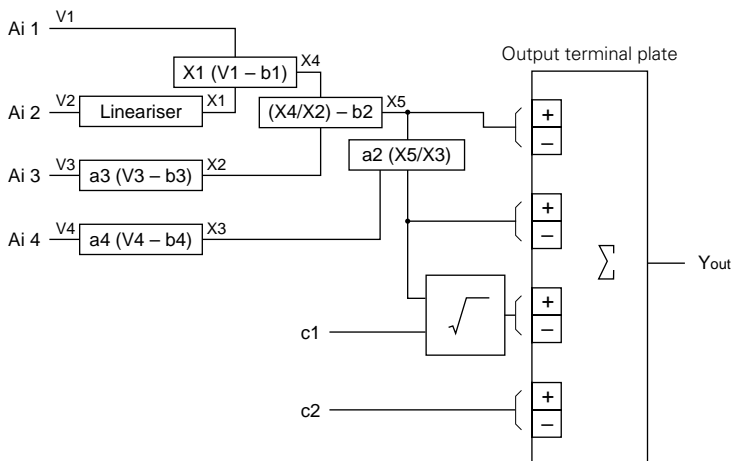 Ai 1 V1
X1 (V1 – b1) X4
Output terminal plate
Ai 2 V2 Lineariser X1
(X4/X2) – b2 X5
+
–
a2 (X5/X3)
Ai 3 V3 a3 (V3 – b3) X2
Ai 4 V4 a4 (V4 – b4) X3
+
–
Σ Yout
√
+
–
c1
c2
+
–